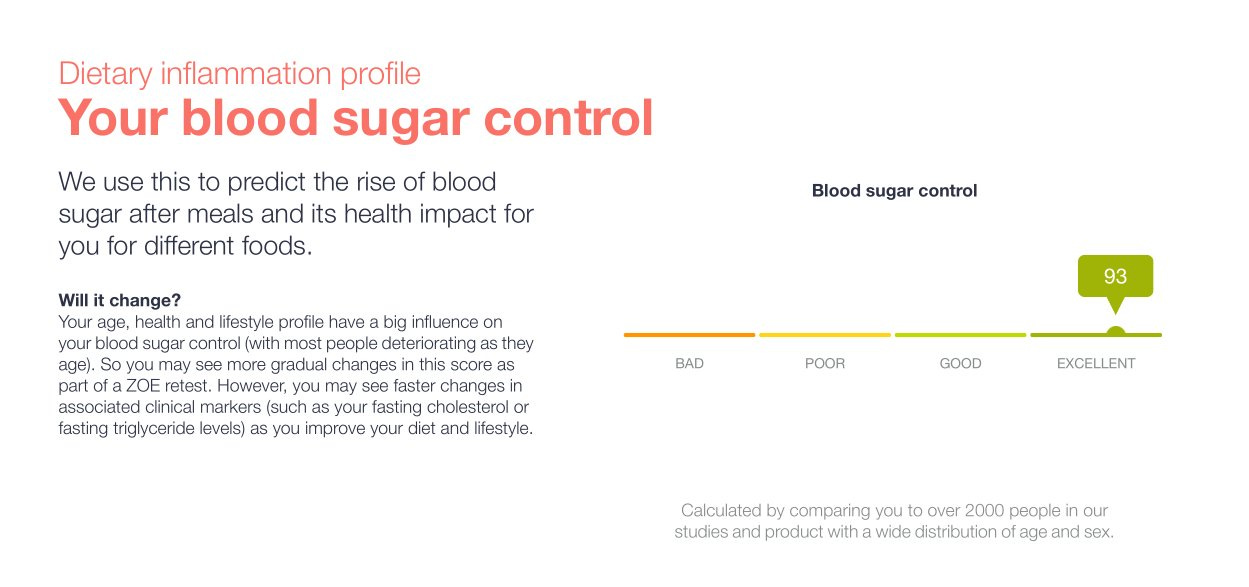 Dietary inflammation profile
Your blood sugar control
We use this to predict the rise of blood
sugar after meals and its health impact for
you for different foods.
Will it change?
Your age, health and lifestyle profile have a big influence on
your blood sugar control (with most people deteriorating as they
age). So you may see more gradual changes in this score as
part of a ZOE retest. However, you may see faster changes in
associated clinical markers (such as your fasting cholesterol or
fasting triglyceride levels) as you improve your diet and lifestyle.
Blood sugar control
93
BAD POOR GOOD EXCELLENT
Calculated by comparing you to over 2000 people in our
studies and product with a wide distribution of age and sex.